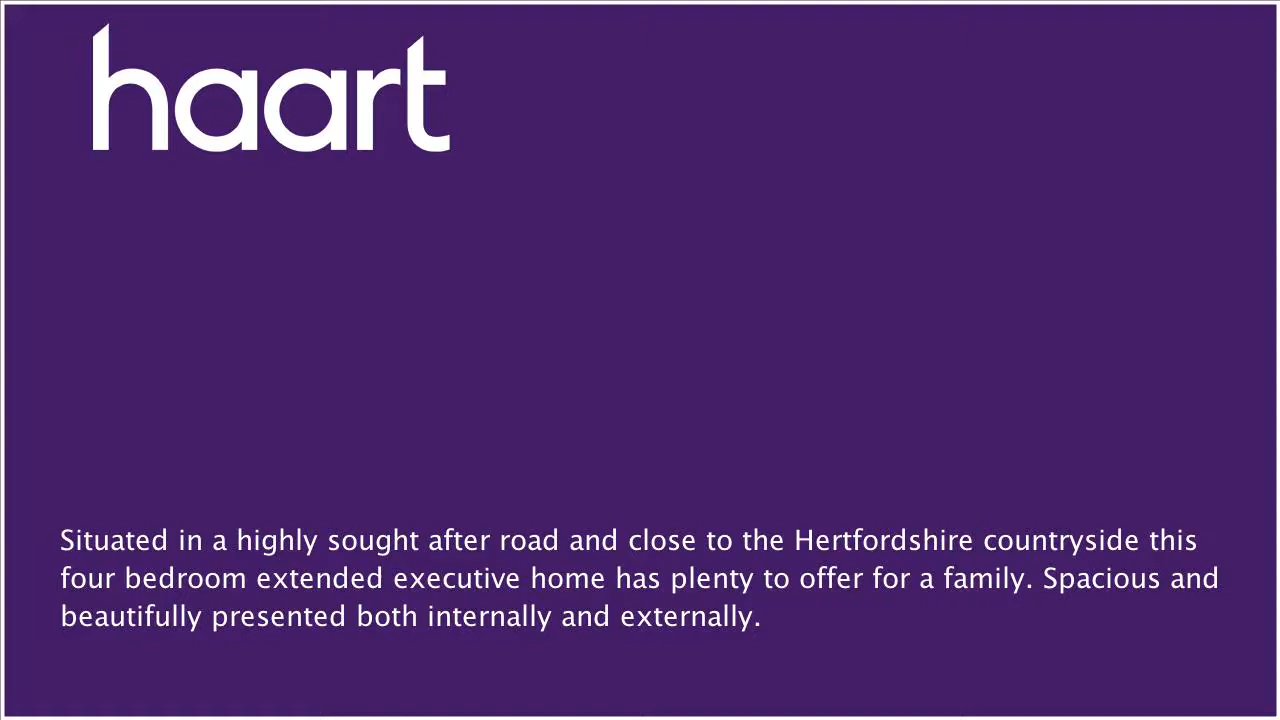 haart
Situated in a highly sought after road and close to the Hertfordshire countryside this
four bedroom extended executive home has plenty to offer for a family. Spacious and
beautifully presented both internally and externally.